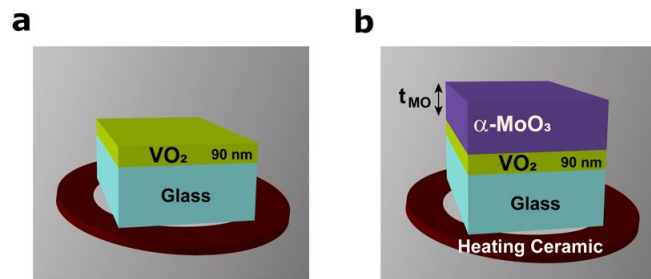 a
VO₂ 90 nm
Glass
b
tMO
α-MoO₃
VO₂ 90 nm
Glass
Heating Ceramic